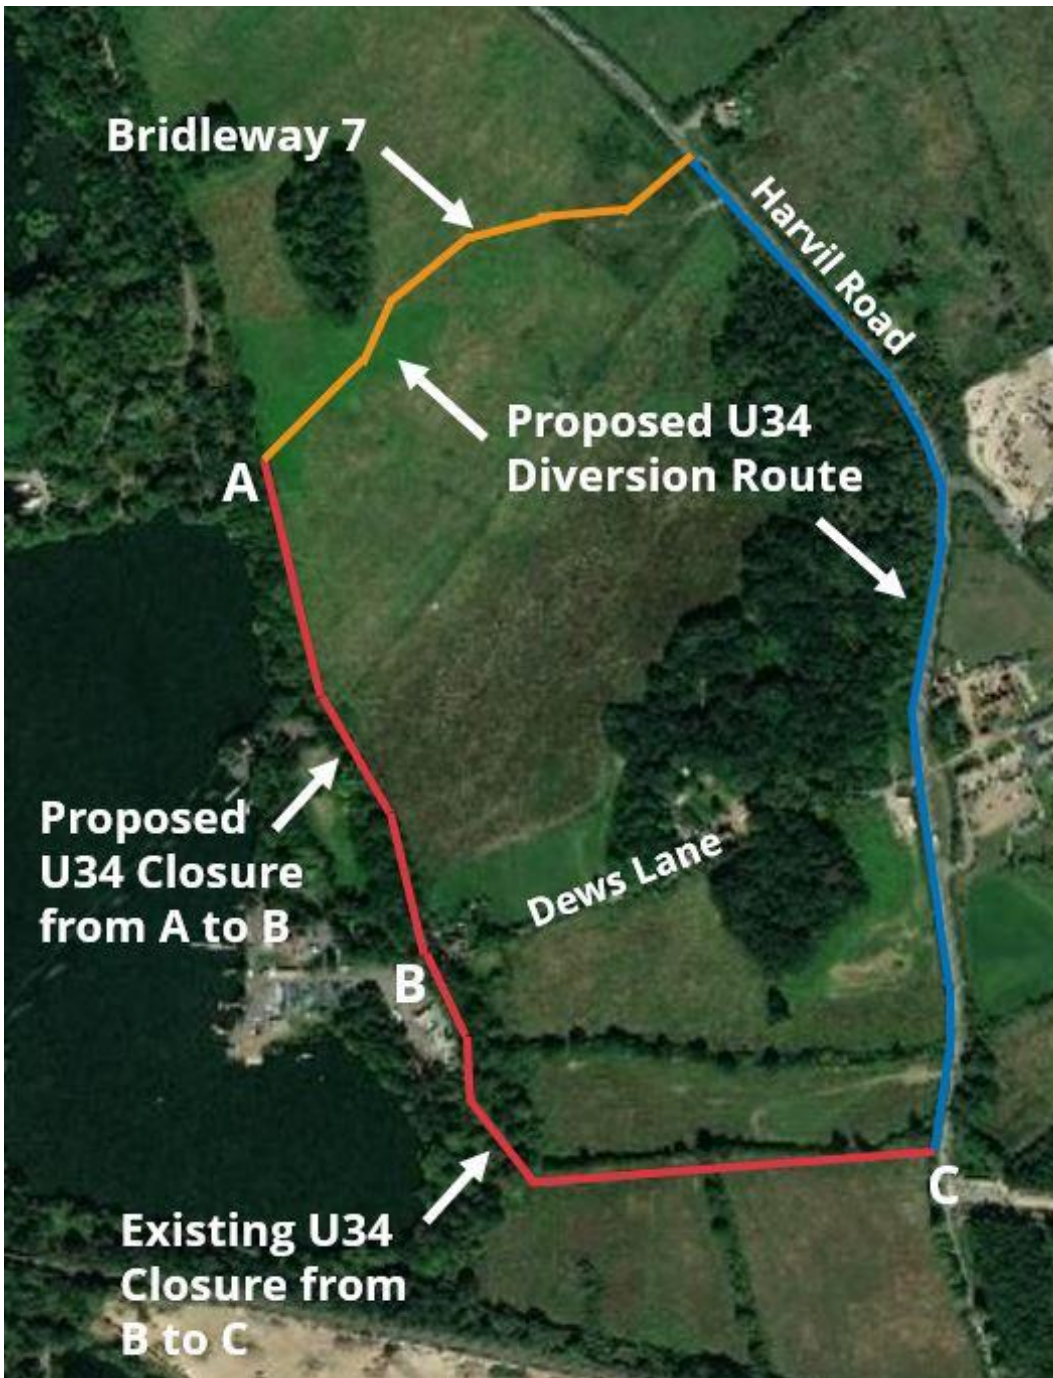 Bridleway 7
Harvil Road
Proposed U34
Diversion Route
A
Proposed
U34 Closure
from A to B
Dews Lane
B
C
Existing U34
Closure from
B to C